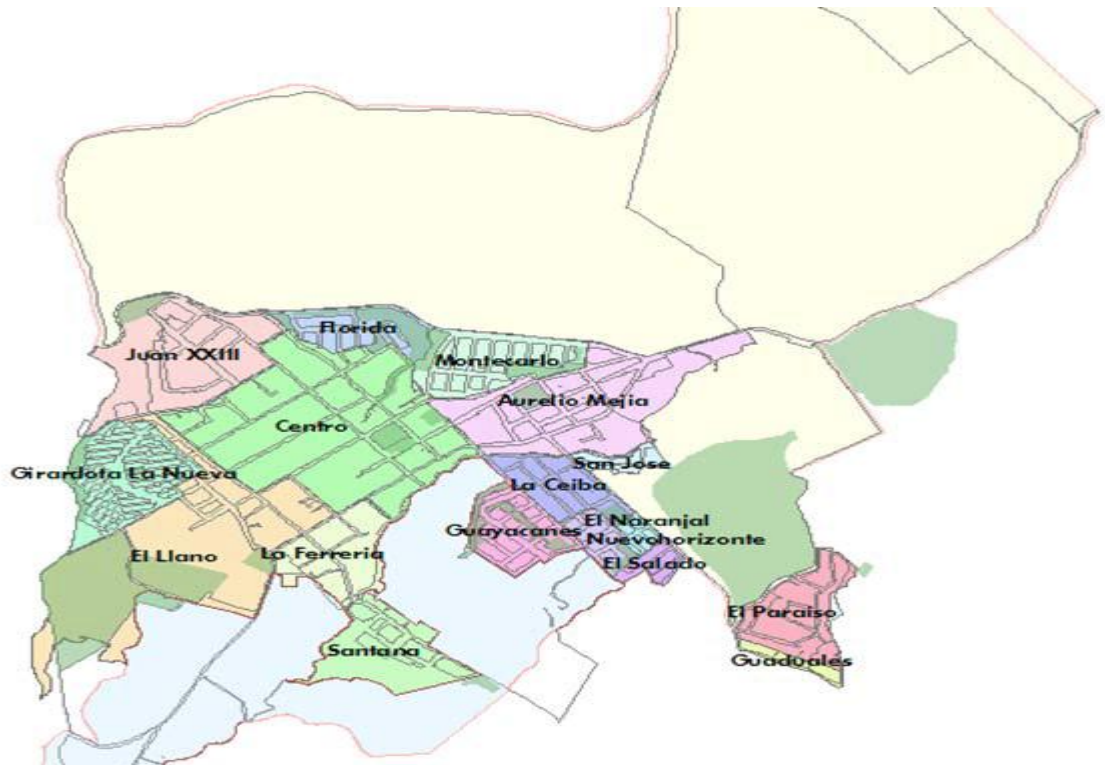 Florida
Juan XXIII
Montecarlo
Aurelio Mejia
Centro
San Jose
Girardota La Nueva
La Ceiba
El Naranjal
Guayacanes
Nuevohorizonte
El Llano
La Ferreria
El Salado
El Paraiso
Santana
Guaduales